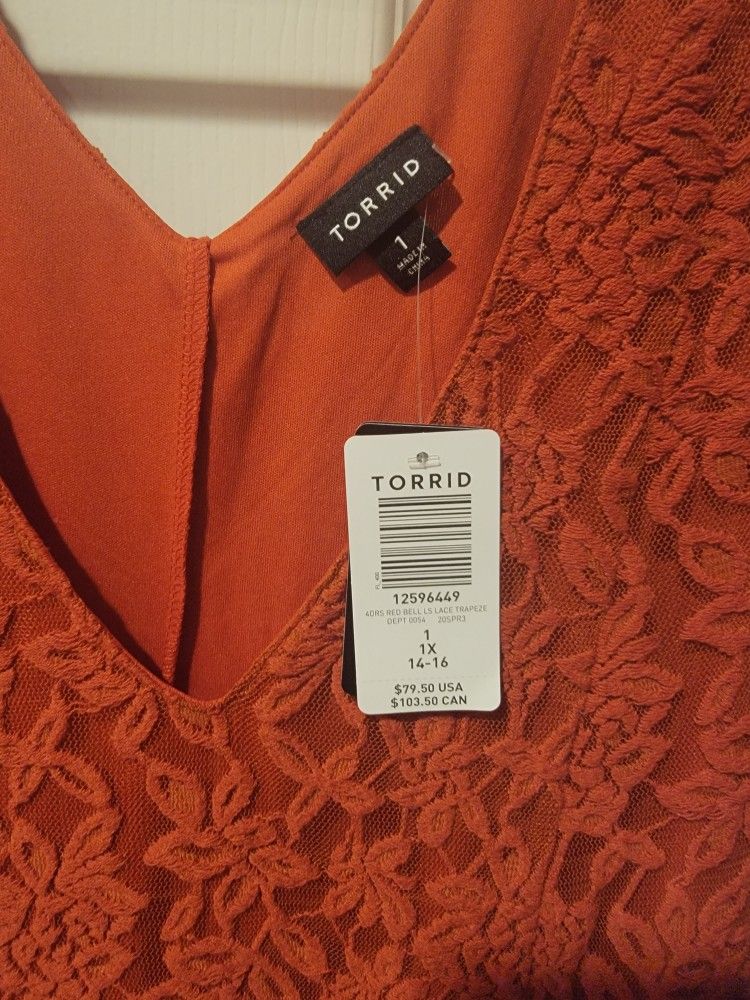 TORRID
1
MADE IN
CHINA
TORRID
12596449
4DRS RED BELL LS LACE TRAPEZE
DEPT 0054 20SPR3
1
1X
14-16
$79.50 USA
$103.50 CAN